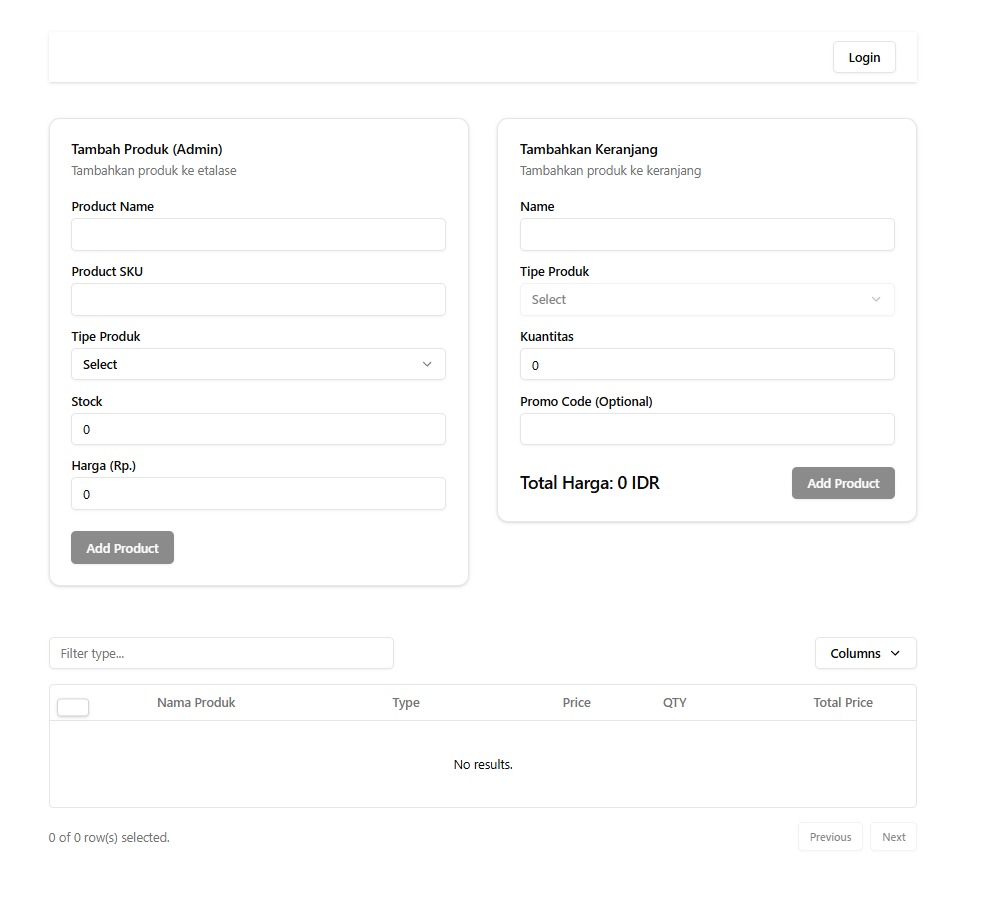 Login
Tambah Produk (Admin)
Tambahkan produk ke etalase
Product Name
Product SKU
Tipe Produk
Select
Stock
0
Harga (Rp.)
0
Add Product
Tambahkan Keranjang
Tambahkan produk ke keranjang
Name
Tipe Produk
Select
Kuantitas
0
Promo Code (Optional)
Total Harga: 0 IDR
Add Product
Filter type...
Columns
Nama Produk Type Price QTY Total Price
No results.
0 of 0 row(s) selected.
Previous
Next